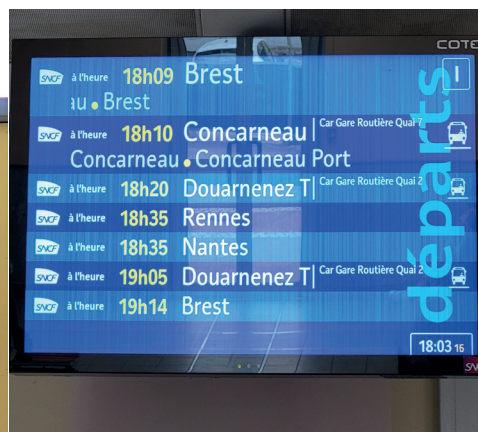 COTE
SNCF à l'heure 18h09 Brest I
au • Brest
SNCF à l'heure 18h10 Concarneau | Car Gare Routière Quai 7
Concarneau • Concarneau Port
SNCF à l'heure 18h20 Douarnenez T| Car Gare Routière Quai 2
SNCF à l'heure 18h35 Rennes
SNCF à l'heure 18h35 Nantes
SNCF à l'heure 19h05 Douarnenez T| Car Gare Routière Quai 2
SNCF à l'heure 19h14 Brest
départs
18:03 16
SN